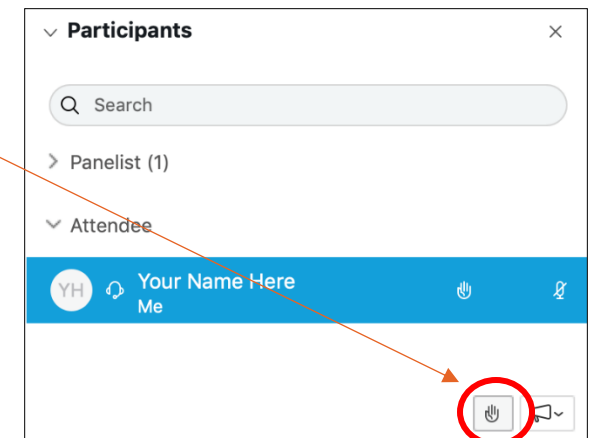 Participants
Search
Panelist (1)
Attendee
YH
Your Name Here
Me